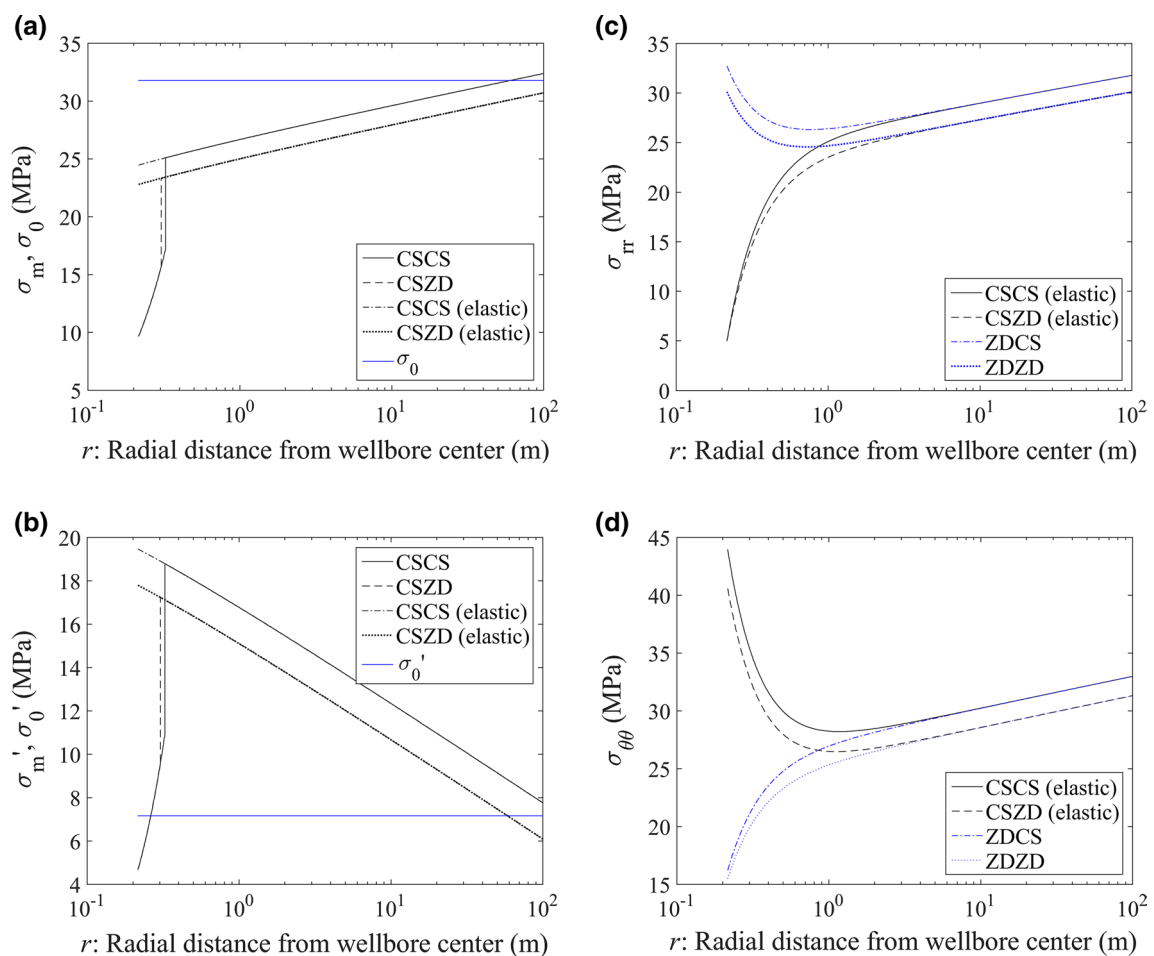 (a)
35
30
25
20
15
10
5
σm, σ0 (MPa)
CSCS
CSZD
CSCS (elastic)
CSZD (elastic)
σ0
10-1
100
101
102
r: Radial distance from wellbore center (m)
(c)
35
30
25
20
15
10
5
0
σrr (MPa)
CSCS (elastic)
CSZD (elastic)
ZDCS
ZDZD
10-1
100
101
102
r: Radial distance from wellbore center (m)
(b)
20
18
16
14
12
10
8
6
4
σm', σ0' (MPa)
CSCS
CSZD
CSCS (elastic)
CSZD (elastic)
σ0'
10-1
100
101
102
r: Radial distance from wellbore center (m)
(d)
45
40
35
30
25
20
15
σθθ (MPa)
CSCS (elastic)
CSZD (elastic)
ZDCS
ZDZD
10-1
100
101
102
r: Radial distance from wellbore center (m)